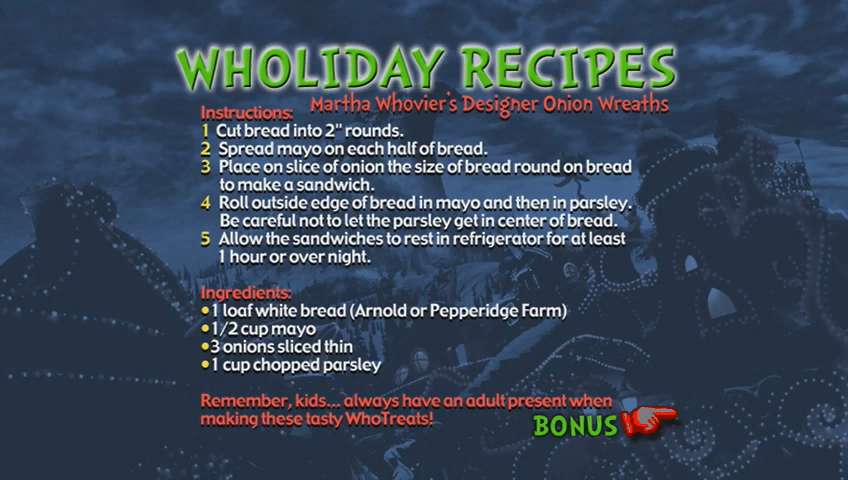 WHOLIDAY RECIPES
Martha Whovier's Designer Onion Wreaths
Instructions:
1 Cut bread into 2" rounds.
2 Spread mayo on each half of bread.
3 Place on slice of onion the size of bread round on bread
to make a sandwich.
4 Roll outside edge of bread in mayo and then in parsley.
Be careful not to let the parsley get in center of bread.
5 Allow the sandwiches to rest in refrigerator for at least
1 hour or over night.
Ingredients:
•1 loaf white bread (Arnold or Pepperidge Farm)
•1/2 cup mayo
•3 onions sliced thin
•1 cup chopped parsley
Remember, kids... always have an adult present when
making these tasty WhoTreats!
BONUS